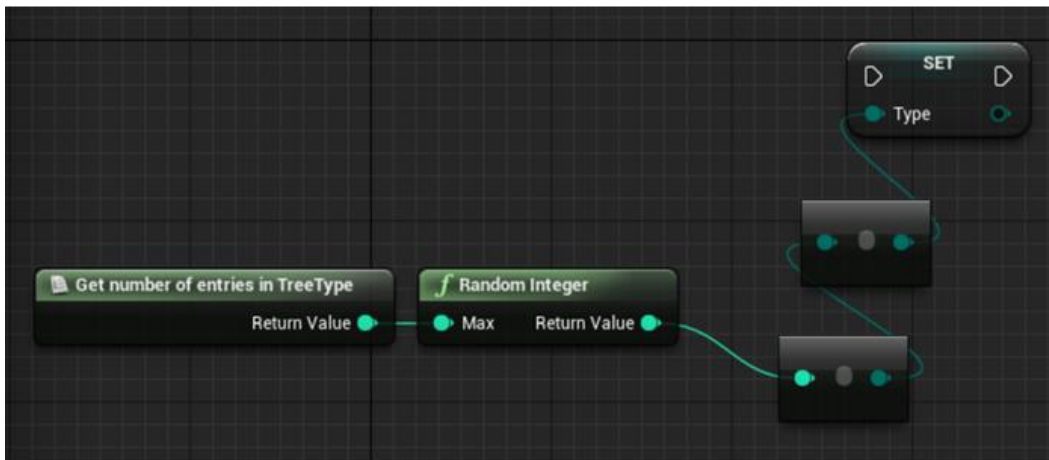 SET
Type
Get number of entries in TreeType
Return Value
f Random Integer
Max Return Value